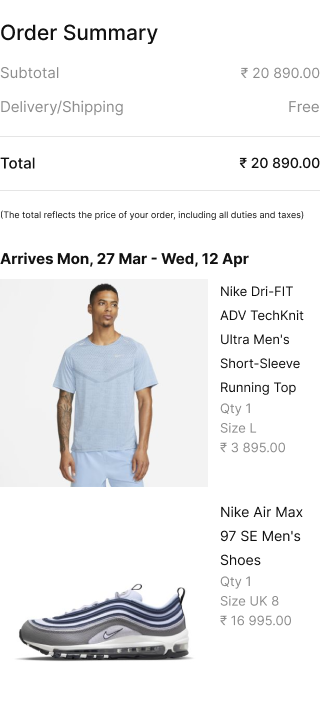 Order Summary
Subtotal ₹ 20 890.00
Delivery/Shipping Free
Total ₹ 20 890.00
(The total reflects the price of your order, including all duties and taxes)
Arrives Mon, 27 Mar - Wed, 12 Apr
Nike Dri-FIT
ADV TechKnit
Ultra Men's
Short-Sleeve
Running Top
Qty 1
Size L
₹ 3 895.00
Nike Air Max
97 SE Men's
Shoes
Qty 1
Size UK 8
₹ 16 995.00